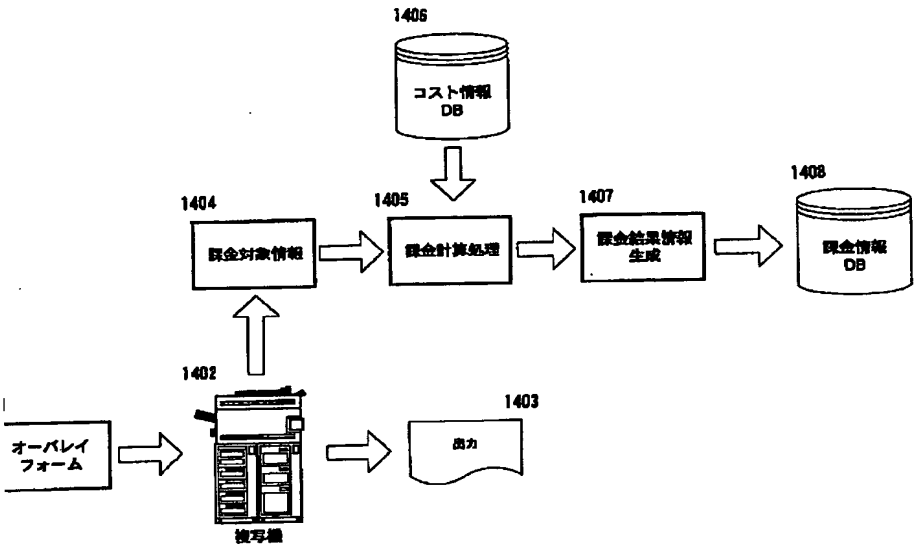 1406
コスト情報
DB
1408
1404
1405
1407
課金対象情報
課金計算処理
課金結果情報
生成
課金情報
DB
1402
1403
オーバレイ
フォーム
出力
複写機